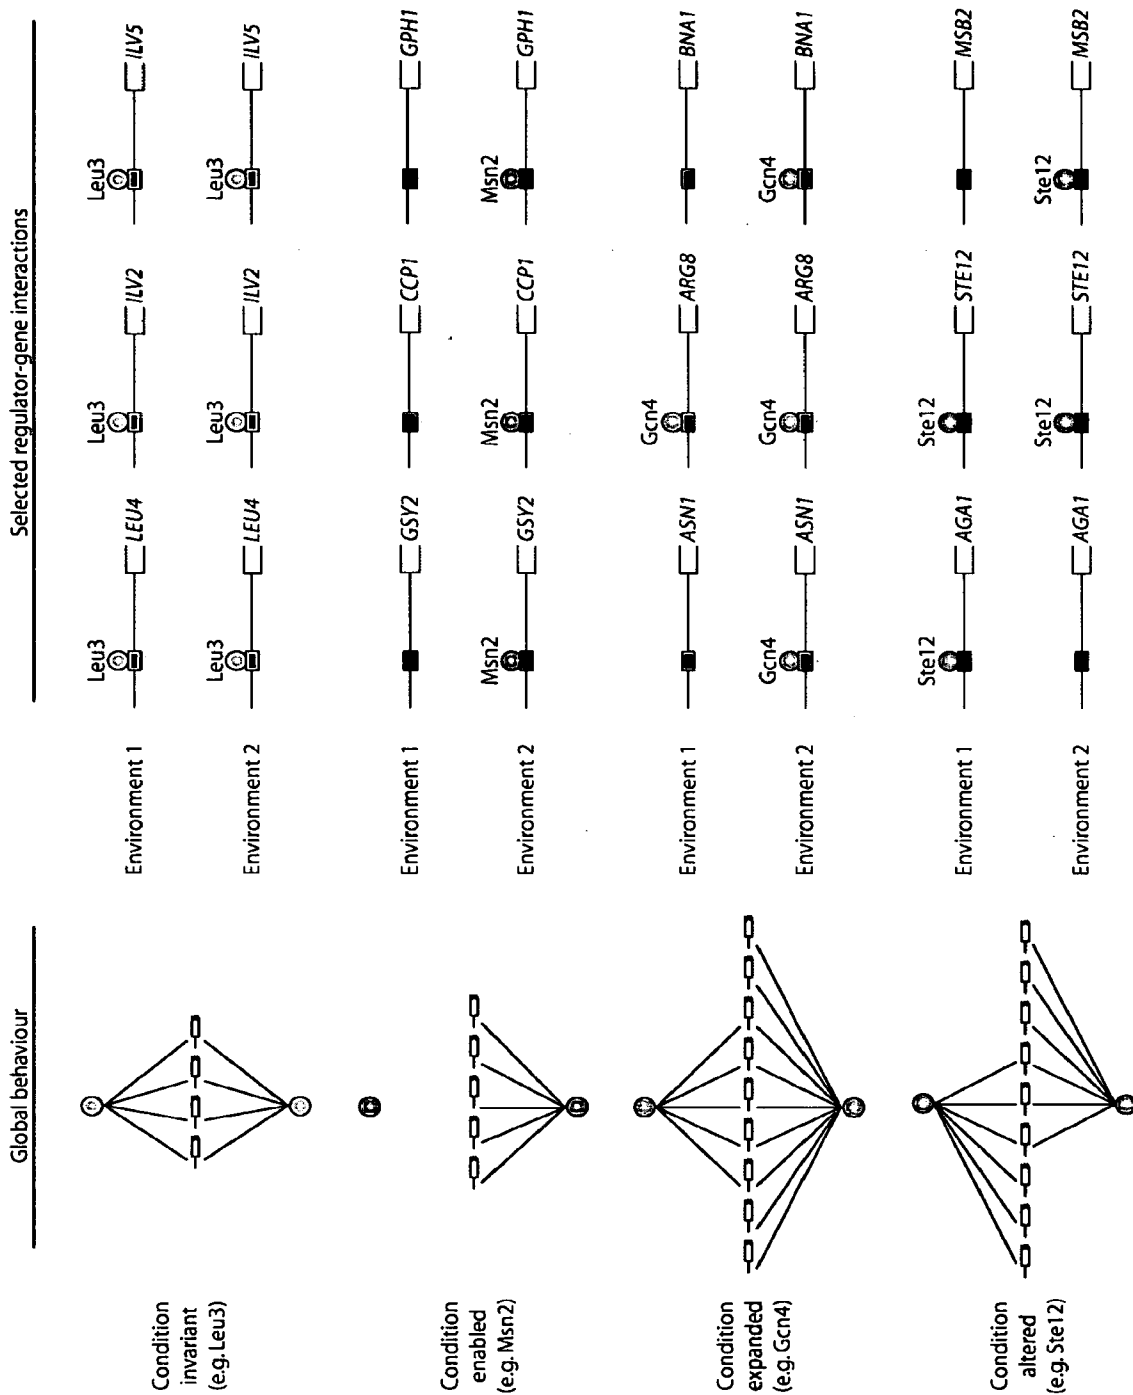 Global behaviour
Selected regulator-gene interactions
Condition
invariant
(e.g. Leu3)
Environment 1
Leu3
LEU4
Leu3
ILV2
Leu3
ILV5
Environment 2
Leu3
LEU4
Leu3
ILV2
Leu3
ILV5
Condition
enabled
(e.g. Msn2)
Environment 1
GSY2
CCP1
GPH1
Environment 2
Msn2
GSY2
Msn2
CCP1
Msn2
GPH1
Condition
expanded
(e.g. Gcn4)
Environment 1
ASN1
Gcn4
ARG8
BNA1
Environment 2
Gcn4
ASN1
Gcn4
ARG8
Gcn4
BNA1
Condition
altered
(e.g. Ste12)
Environment 1
Ste12
AGA1
Ste12
STE12
MSB2
Environment 2
AGA1
Ste12
STE12
Ste12
MSB2